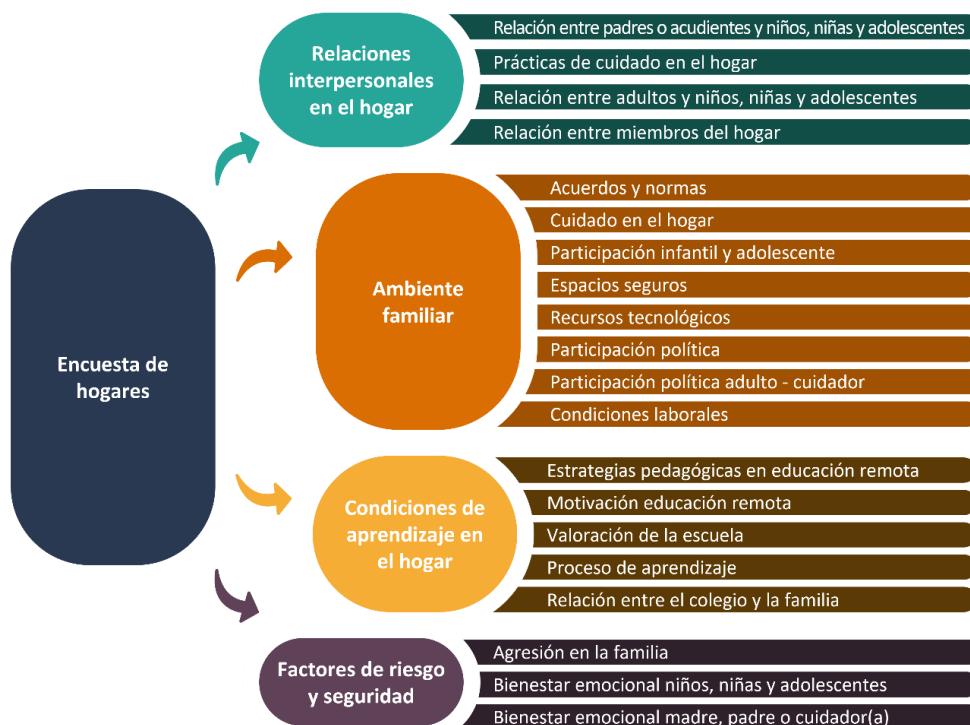 Encuesta de
hogares
Relaciones
interpersonales
en el hogar
Relación entre padres o acudientes y niños, niñas y adolescentes
Prácticas de cuidado en el hogar
Relación entre adultos y niños, niñas y adolescentes
Relación entre miembros del hogar
Ambiente
familiar
Acuerdos y normas
Cuidado en el hogar
Participación infantil y adolescente
Espacios seguros
Recursos tecnológicos
Participación política
Participación política adulto - cuidador
Condiciones laborales
Condiciones de
aprendizaje en
el hogar
Estrategias pedagógicas en educación remota
Motivación educación remota
Valoración de la escuela
Proceso de aprendizaje
Relación entre el colegio y la familia
Factores de riesgo
y seguridad
Agresión en la familia
Bienestar emocional niños, niñas y adolescentes
Bienestar emocional madre, padre o cuidador(a)